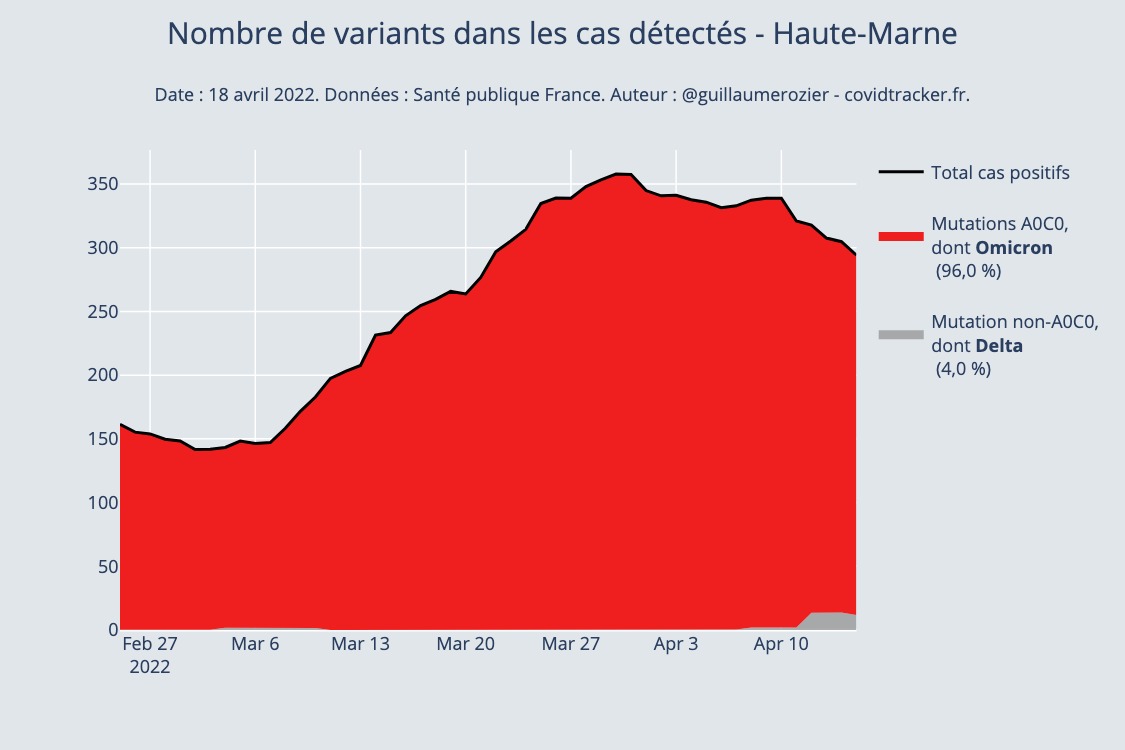 Nombre de variants dans les cas détectés - Haute-Marne
Date : 18 avril 2022. Données : Santé publique France. Auteur : @guillaumerozier - covidtracker.fr.
350
300
250
200
150
100
50
0
Feb 27
2022
Mar 6
Mar 13
Mar 20
Mar 27
Apr 3
Apr 10
Total cas positifs
Mutations A0C0,
dont Omicron
(96,0 %)
Mutation non-A0C0,
dont Delta
(4,0 %)